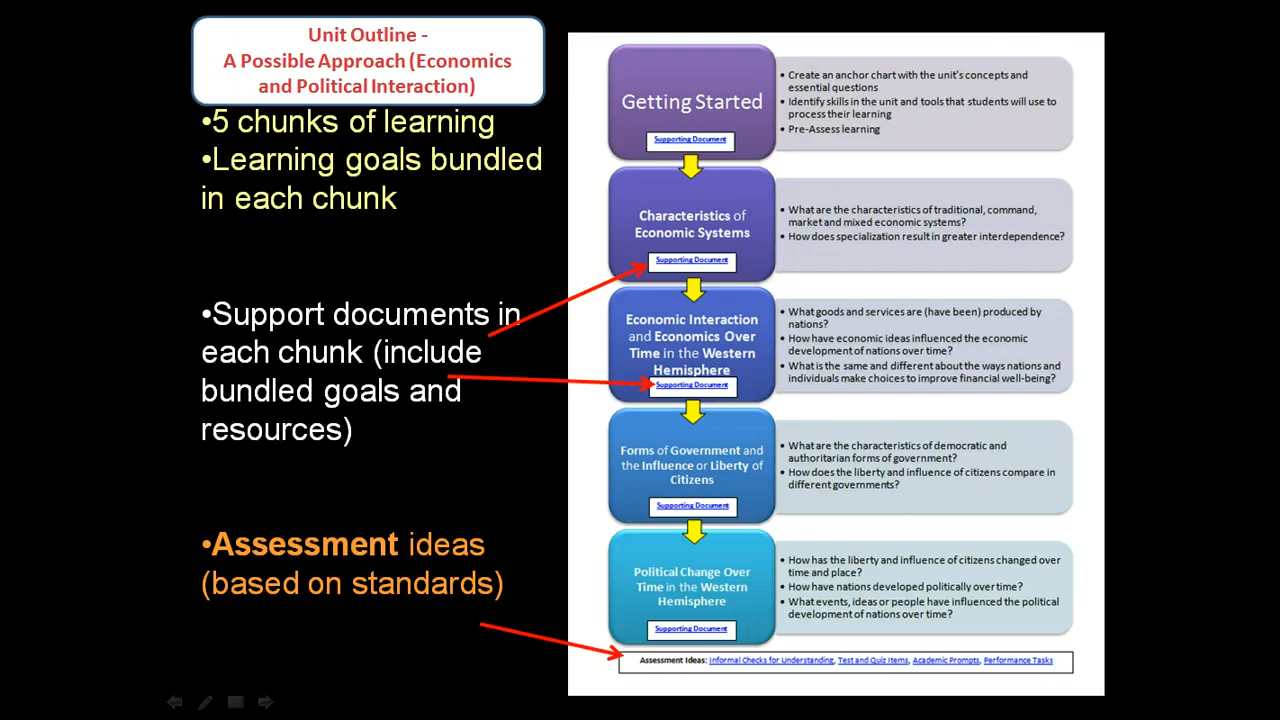 Unit Outline -
A Possible Approach (Economics
and Political Interaction)
•5 chunks of learning
•Learning goals bundled
in each chunk
•Support documents in
each chunk (include
bundled goals and
resources)
•Assessment ideas
(based on standards)
Getting Started
Supporting Document
• Create an anchor chart with the unit's concepts and
essential questions
• Identify skills in the unit and tools that students will use to
process their learning
• Pre-Assess learning
Characteristics of
Economic Systems
Supporting Document
• What are the characteristics of traditional, command,
market and mixed economic systems?
• How does specialization result in greater interdependence?
Economic Interaction
and Economics Over
Time in the Western
Hemisphere
Supporting Document
• What goods and services are (have been) produced by
nations?
• How have economic ideas influenced the economic
development of nations over time?
• What is the same and different about the ways nations and
individuals make choices to improve financial well-being?
Forms of Government and
the Influence or Liberty of
Citizens
Supporting Document
• What are the characteristics of democratic and
authoritarian forms of government?
• How does the liberty and influence of citizens compare in
different governments?
Political Change Over
Time in the Western
Hemisphere
Supporting Document
• How has the liberty and influence of citizens changed over
time and place?
• How have nations developed politically over time?
• What events, ideas or people have influenced the political
development of nations over time?
Assessment Ideas: Informal Checks for Understanding, Test and Quiz Items, Academic Prompts, Performance Tasks